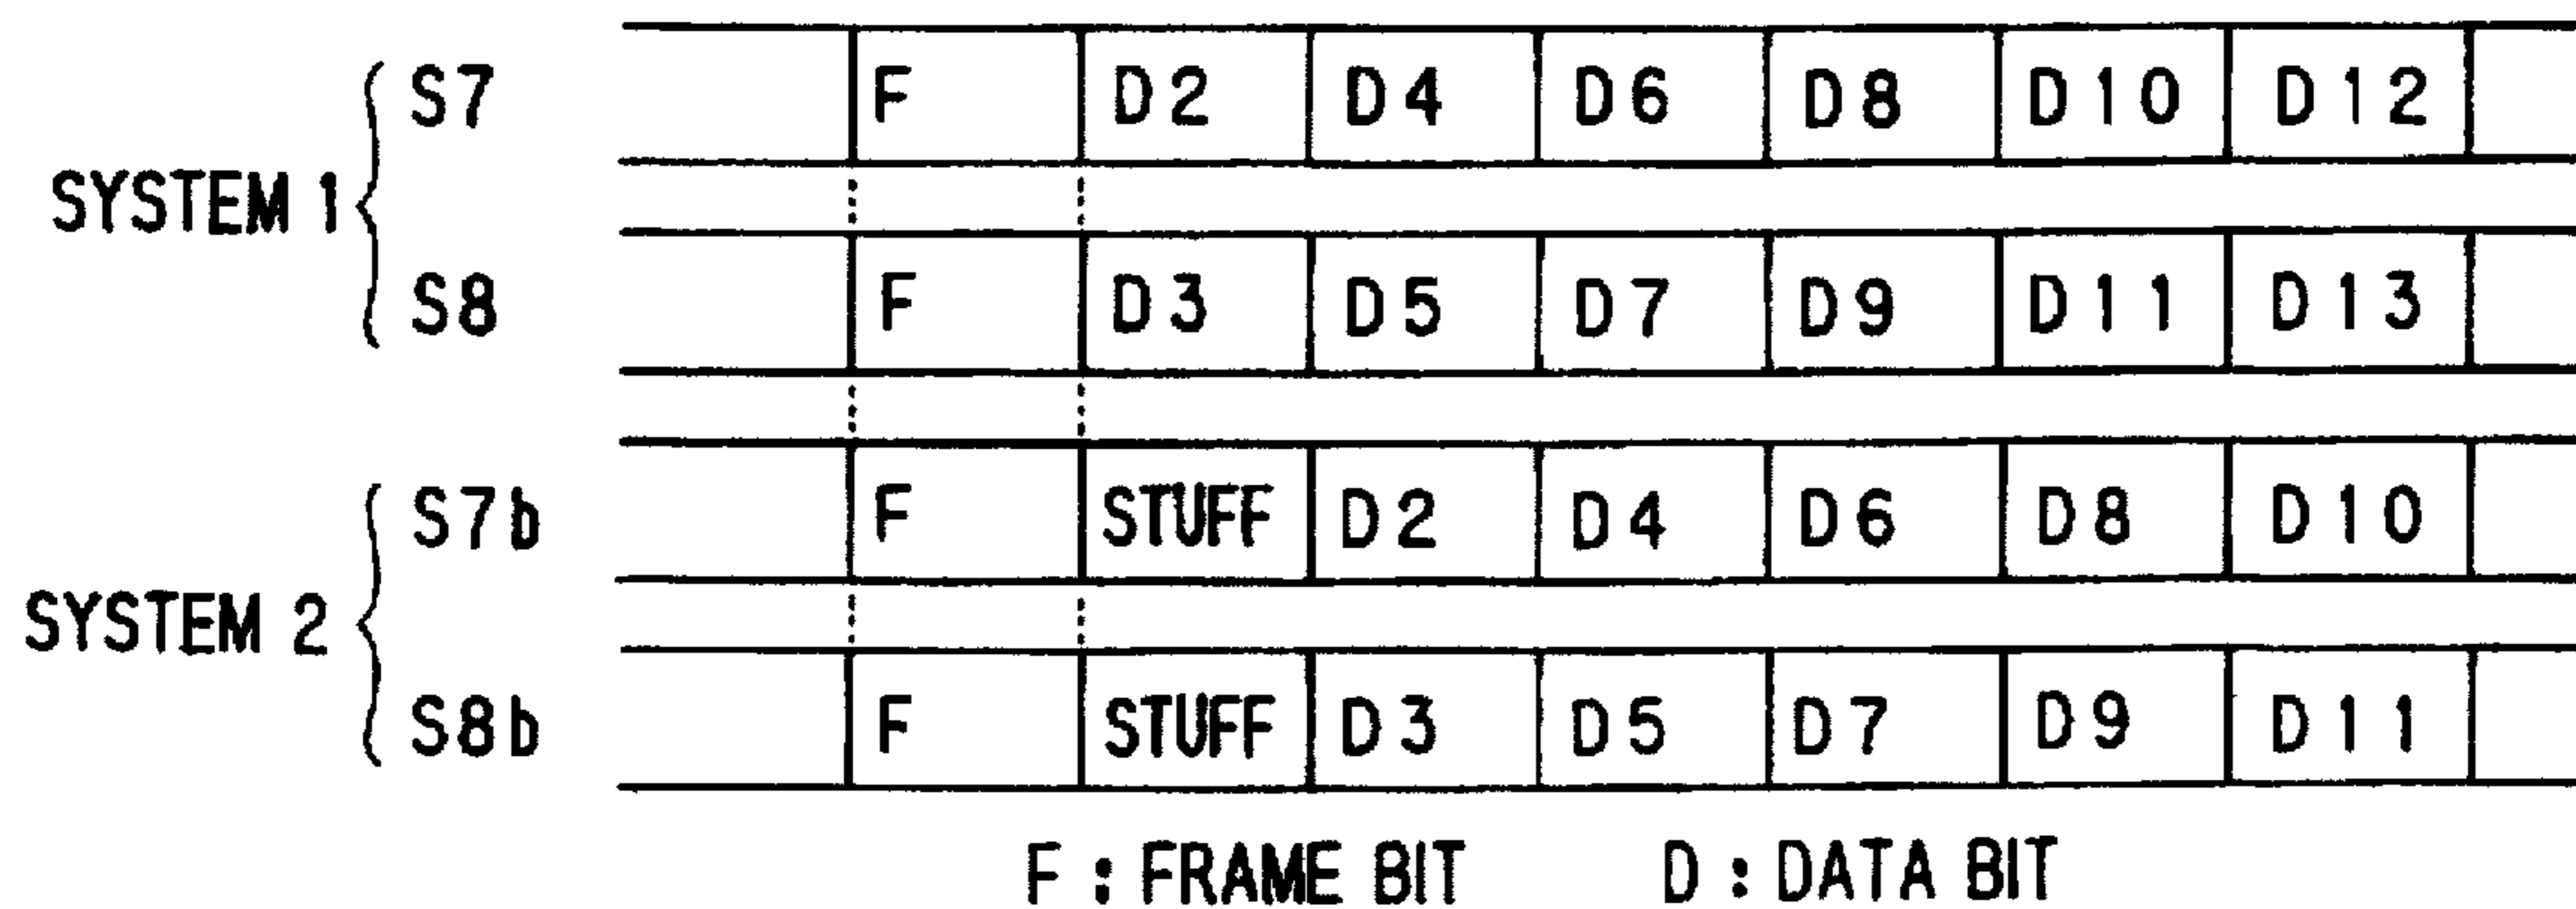 S7 F D2 D4 D6 D8 D10 D12
SYSTEM 1
S8 F D3 D5 D7 D9 D11 D13
S7b F STUFF D2 D4 D6 D8 D10
SYSTEM 2
S8b F STUFF D3 D5 D7 D9 D11
F : FRAME BIT D : DATA BIT